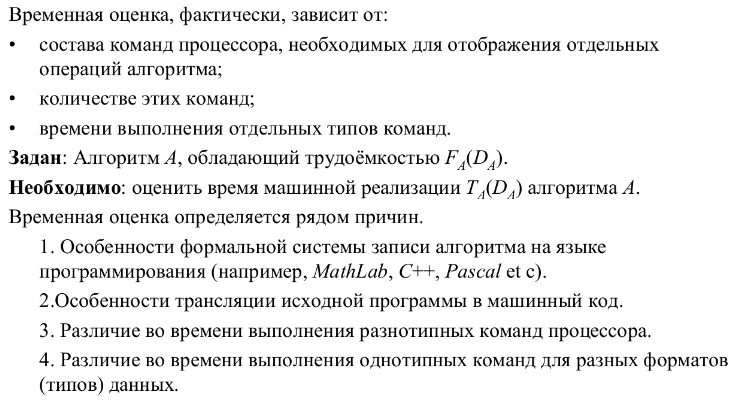 Временная оценка, фактически, зависит от:
• состава команд процессора, необходимых для отображения отдельных
операций алгоритма;
• количестве этих команд;
• времени выполнения отдельных типов команд.
Задан: Алгоритм A, обладающий трудоёмкостью F_A(D_A).
Необходимо: оценить время машинной реализации T_A(D_A) алгоритма A.
Временная оценка определяется рядом причин.
1. Особенности формальной системы записи алгоритма на языке
программирования (например, MathLab, C++, Pascal et c).
2.Особенности трансляции исходной программы в машинный код.
3. Различие во времени выполнения разнотипных команд процессора.
4. Различие во времени выполнения однотипных команд для разных форматов
(типов) данных.